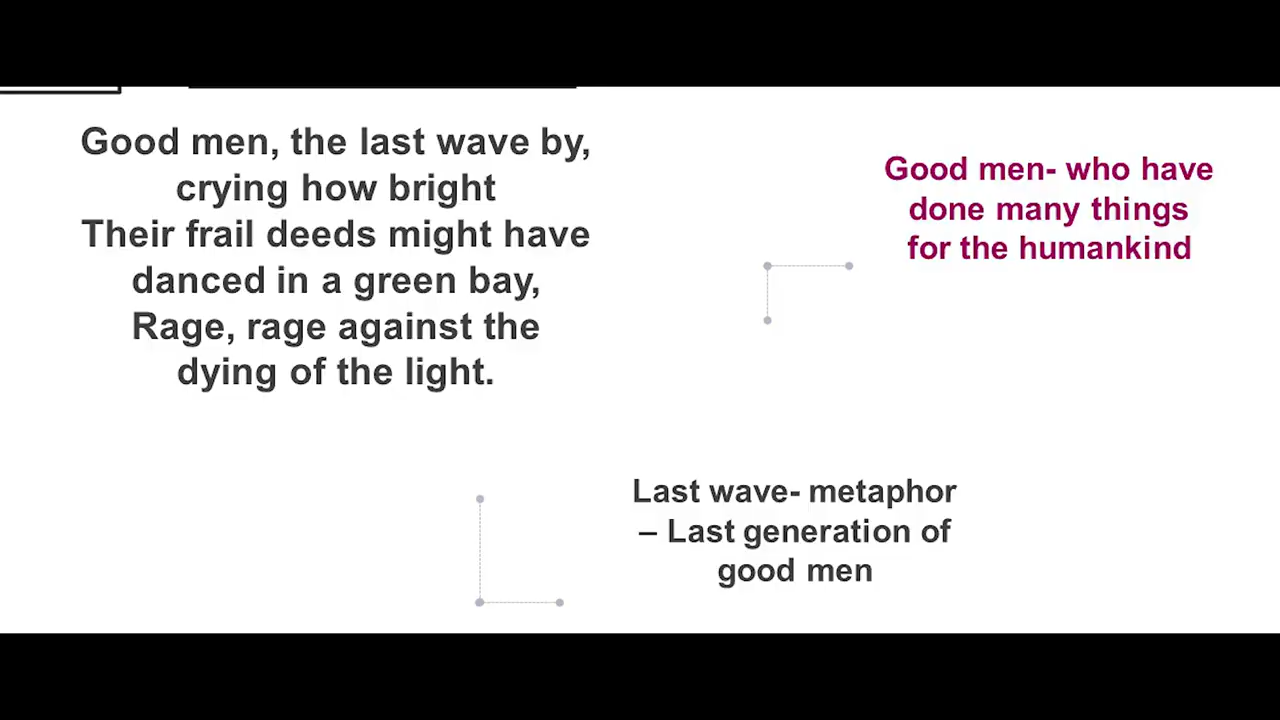 Good men, the last wave by,
crying how bright
Their frail deeds might have
danced in a green bay,
Rage, rage against the
dying of the light.
Good men- who have
done many things
for the humankind
Last wave- metaphor
– Last generation of
good men